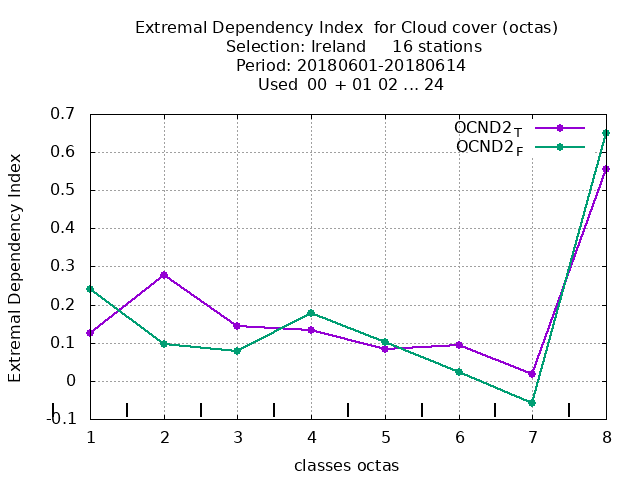 Extremal Dependency Index  for Cloud cover (octas)
Selection: Ireland     16 stations
Period: 20180601-20180614
Used  00 + 01 02 ... 24
OCND2 T
OCND2 F
0.7
0.6
0.5
0.4
0.3
0.2
0.1
0
-0.1
Extremal Dependency Index
1 2 3 4 5 6 7 8
classes octas